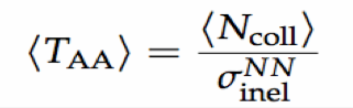 ⟨T_AA⟩ = ⟨N_coll⟩ / σ_inel^NN